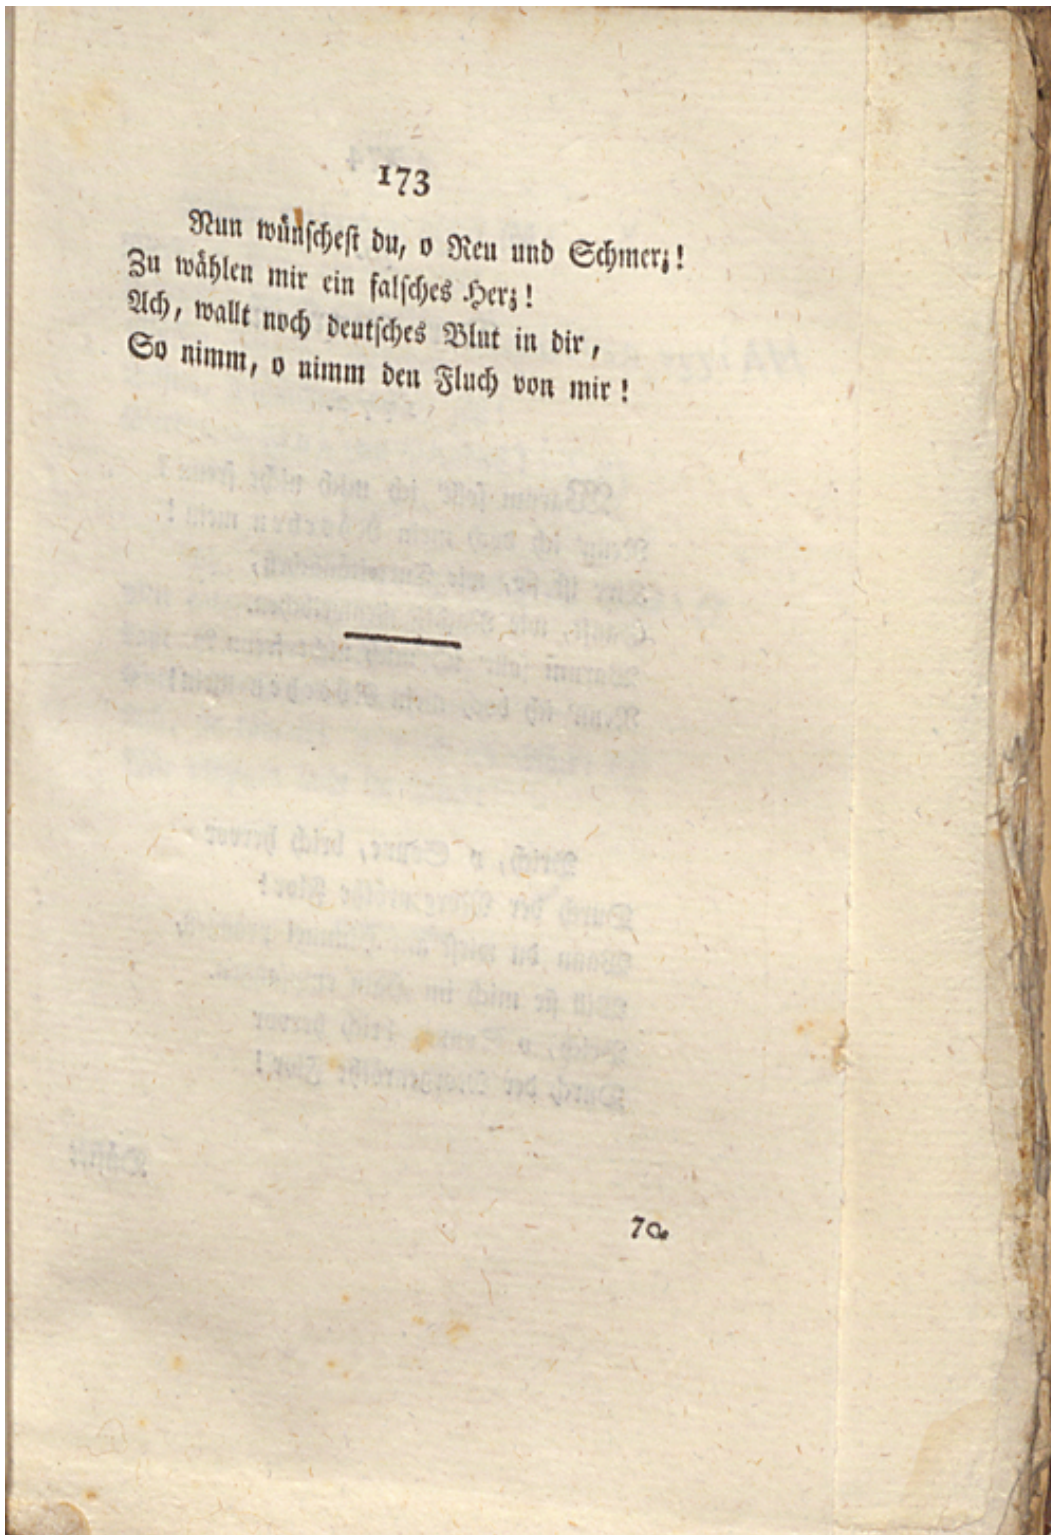 173
Nun wünschest du, o Reu und Schmerz!
Zu wählen mir ein falsches Herz!
Ach, wallt noch deutsches Blut in dir,
So nimm, o nimm den Fluch von mir!